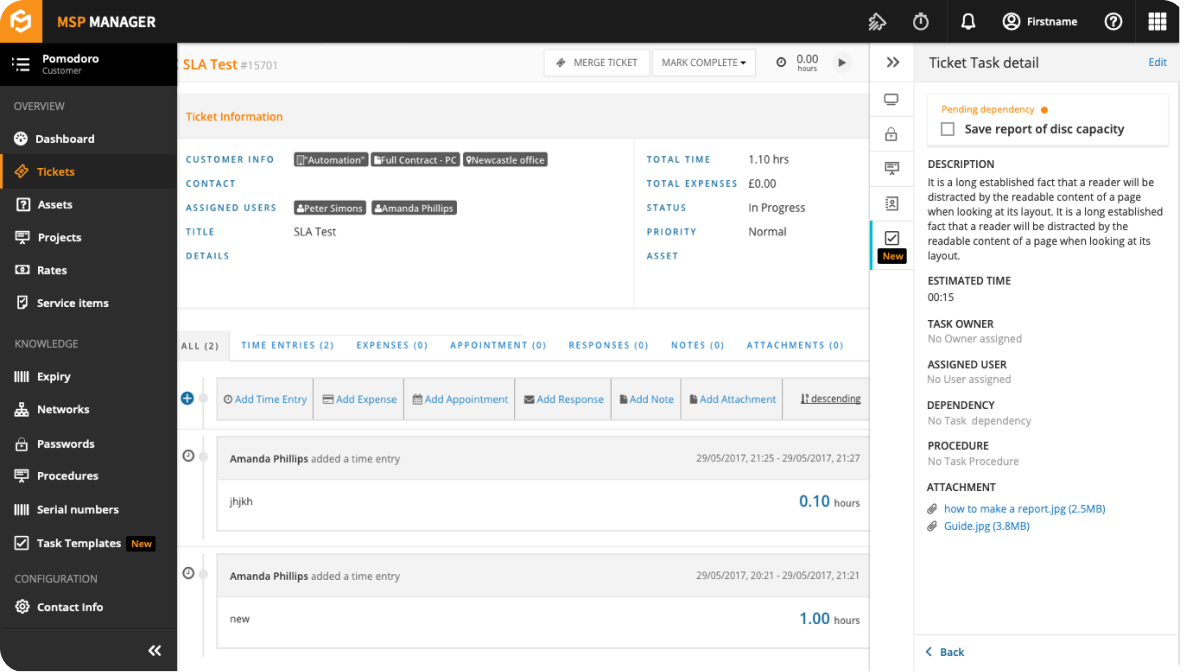 MSP MANAGER
Firstname
Pomodoro
Customer
OVERVIEW
Dashboard
Tickets
Assets
Projects
Rates
Service items
KNOWLEDGE
Expiry
Networks
Passwords
Procedures
Serial numbers
Task Templates New
CONFIGURATION
Contact Info
SLA Test #15701
MERGE TICKET
MARK COMPLETE
0.00
hours
Ticket Information
CUSTOMER INFO "Automation" Full Contract - PC Newcastle office
CONTACT
ASSIGNED USERS Peter Simons Amanda Phillips
TITLE SLA Test
DETAILS
TOTAL TIME 1.10 hrs
TOTAL EXPENSES £0.00
STATUS In Progress
PRIORITY Normal
ASSET
ALL (2) TIME ENTRIES (2) EXPENSES (0) APPOINTMENT (0) RESPONSES (0) NOTES (0) ATTACHMENTS (0)
Add Time Entry Add Expense Add Appointment Add Response Add Note Add Attachment descending
Amanda Phillips added a time entry 29/05/2017, 21:25 - 29/05/2017, 21:27
jhjkh 0.10 hours
Amanda Phillips added a time entry 29/05/2017, 20:21 - 29/05/2017, 21:21
new 1.00 hours
New
Ticket Task detail Edit
Pending dependency
Save report of disc capacity
DESCRIPTION
It is a long established fact that a reader will be
distracted by the readable content of a page
when looking at its layout. It is a long established
fact that a reader will be distracted by the
readable content of a page when looking at its
layout.
ESTIMATED TIME
00:15
TASK OWNER
No Owner assigned
ASSIGNED USER
No User assigned
DEPENDENCY
No Task dependency
PROCEDURE
No Task Procedure
ATTACHMENT
how to make a report.jpg (2.5MB)
Guide.jpg (3.8MB)
Back